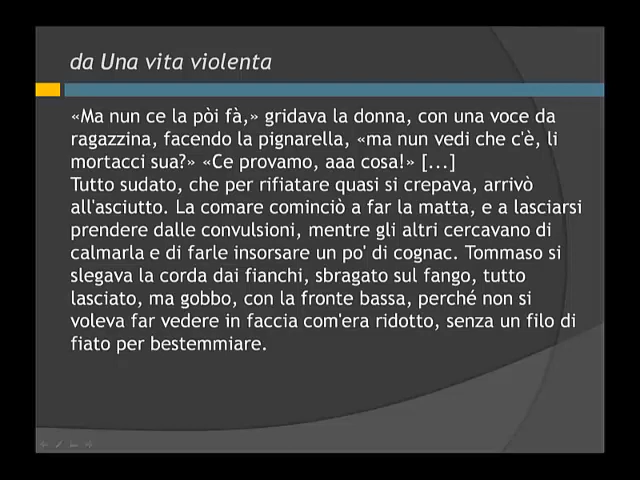 da Una vita violenta
«Ma nun ce la pòi fà,» gridava la donna, con una voce da
ragazzina, facendo la pignarella, «ma nun vedi che c'è, li
mortacci sua?» «Ce provamo, aaa cosa!» [...]
Tutto sudato, che per rifiatare quasi si crepava, arrivò
all'asciutto. La comare cominciò a far la matta, e a lasciarsi
prendere dalle convulsioni, mentre gli altri cercavano di
calmarla e di farle insorsare un po' di cognac. Tommaso si
slegava la corda dai fianchi, sbragato sul fango, tutto
lasciato, ma gobbo, con la fronte bassa, perché non si
voleva far vedere in faccia com'era ridotto, senza un filo di
fiato per bestemmiare.